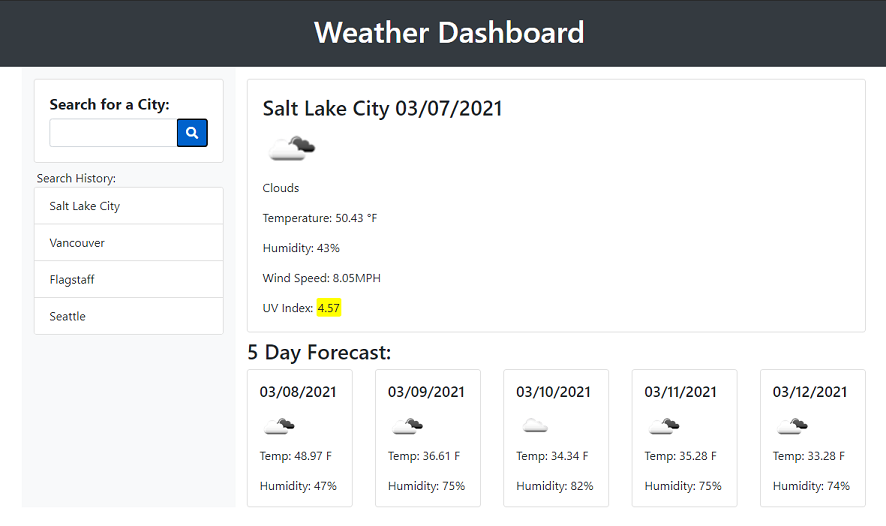 Weather Dashboard
Search for a City:
Search History:
Salt Lake City
Vancouver
Flagstaff
Seattle
Salt Lake City 03/07/2021
Clouds
Temperature: 50.43 °F
Humidity: 43%
Wind Speed: 8.05MPH
UV Index: 4.57
5 Day Forecast:
03/08/2021
Temp: 48.97 F
Humidity: 47%
03/09/2021
Temp: 36.61 F
Humidity: 75%
03/10/2021
Temp: 34.34 F
Humidity: 82%
03/11/2021
Temp: 35.28 F
Humidity: 75%
03/12/2021
Temp: 33.28 F
Humidity: 74%